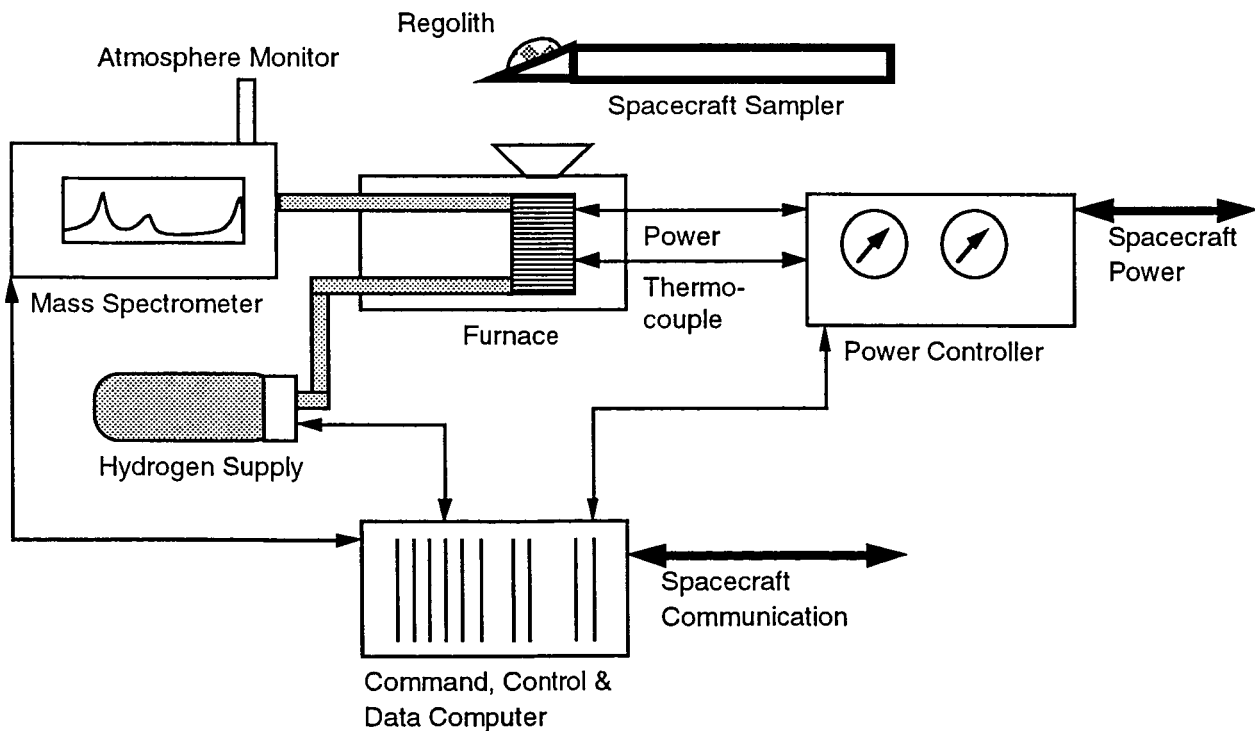 Regolith
Atmosphere Monitor
Spacecraft Sampler
Power
Thermo-
couple
Spacecraft
Power
Mass Spectrometer
Furnace
Power Controller
Hydrogen Supply
Spacecraft
Communication
Command, Control &
Data Computer